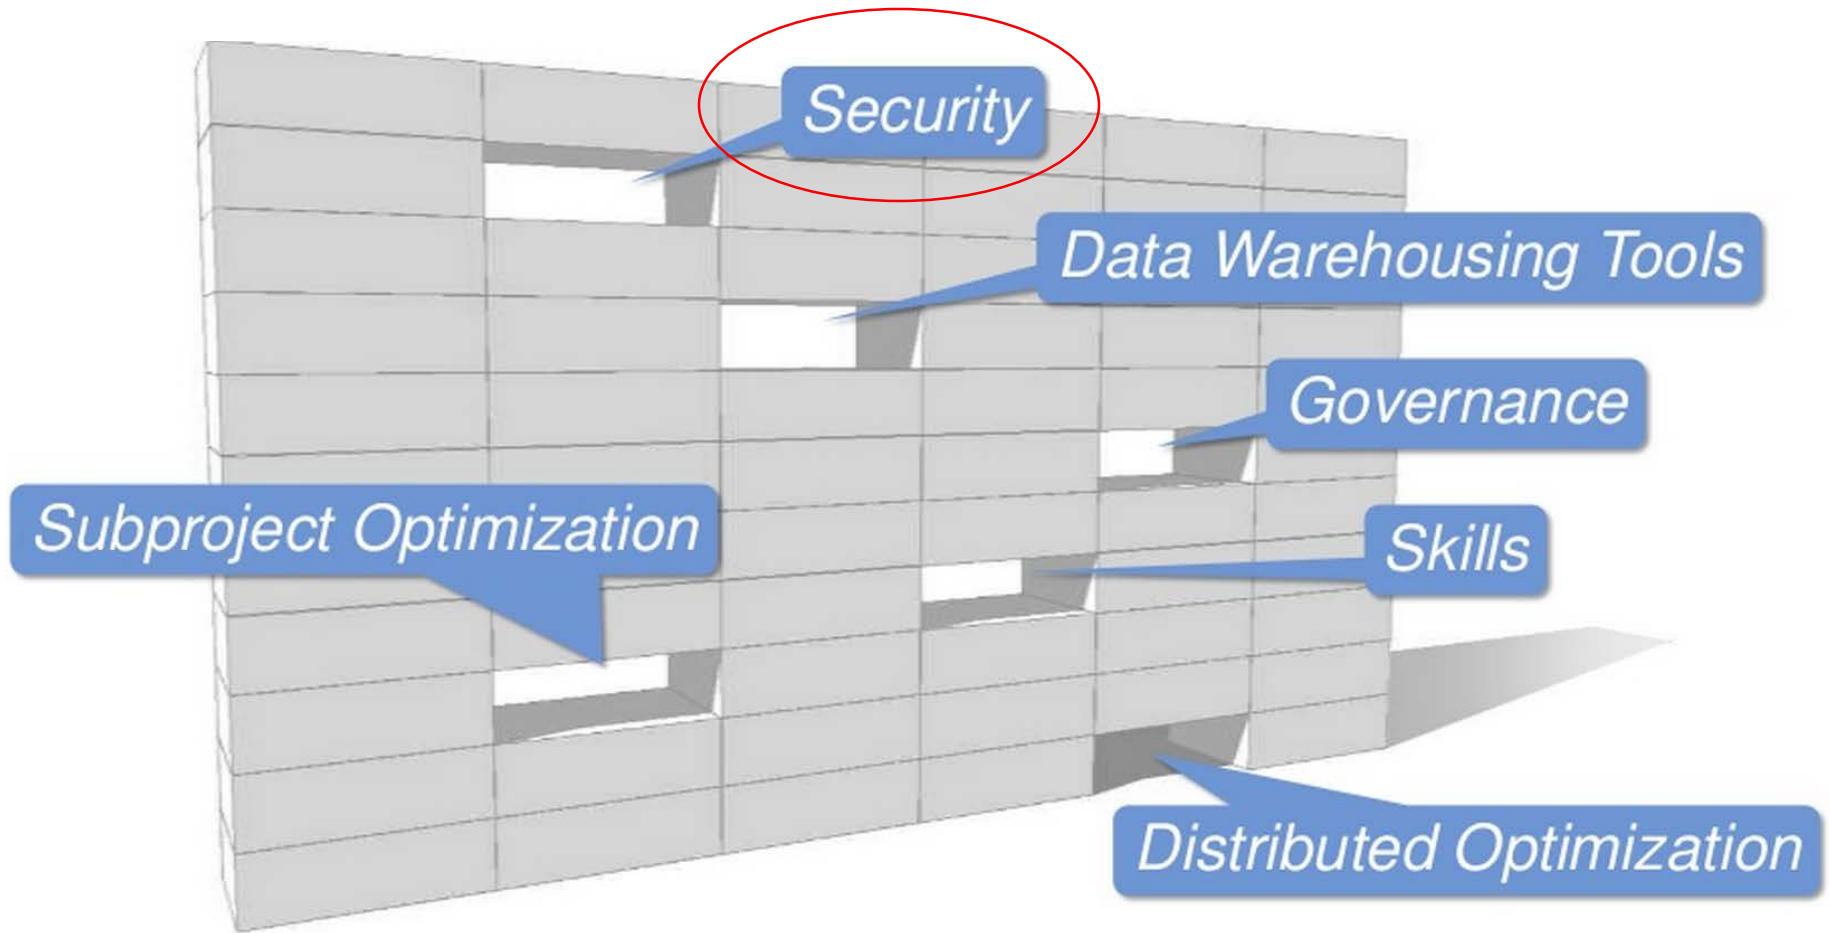 Security
Data Warehousing Tools
Governance
Subproject Optimization
Skills
Distributed Optimization